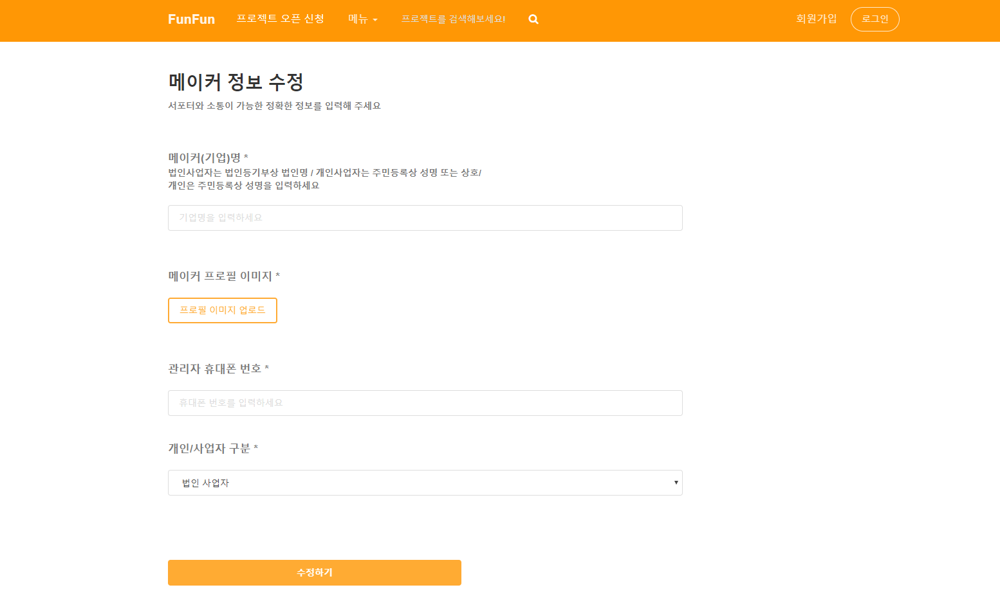 FunFun 프로젝트 오픈 신청 메뉴 프로젝트를 검색해보세요! 회원가입 로그인
메이커 정보 수정
서포터와 소통이 가능한 정확한 정보를 입력해 주세요
메이커(기업)명 *
법인사업자는 법인등기부상 법인명 / 개인사업자는 주민등록상 성명 또는 상호/
개인은 주민등록상 성명을 입력하세요
기업명을 입력하세요
메이커 프로필 이미지 *
프로필 이미지 업로드
관리자 휴대폰 번호 *
휴대폰 번호를 입력하세요
개인/사업자 구분 *
법인 사업자
수정하기